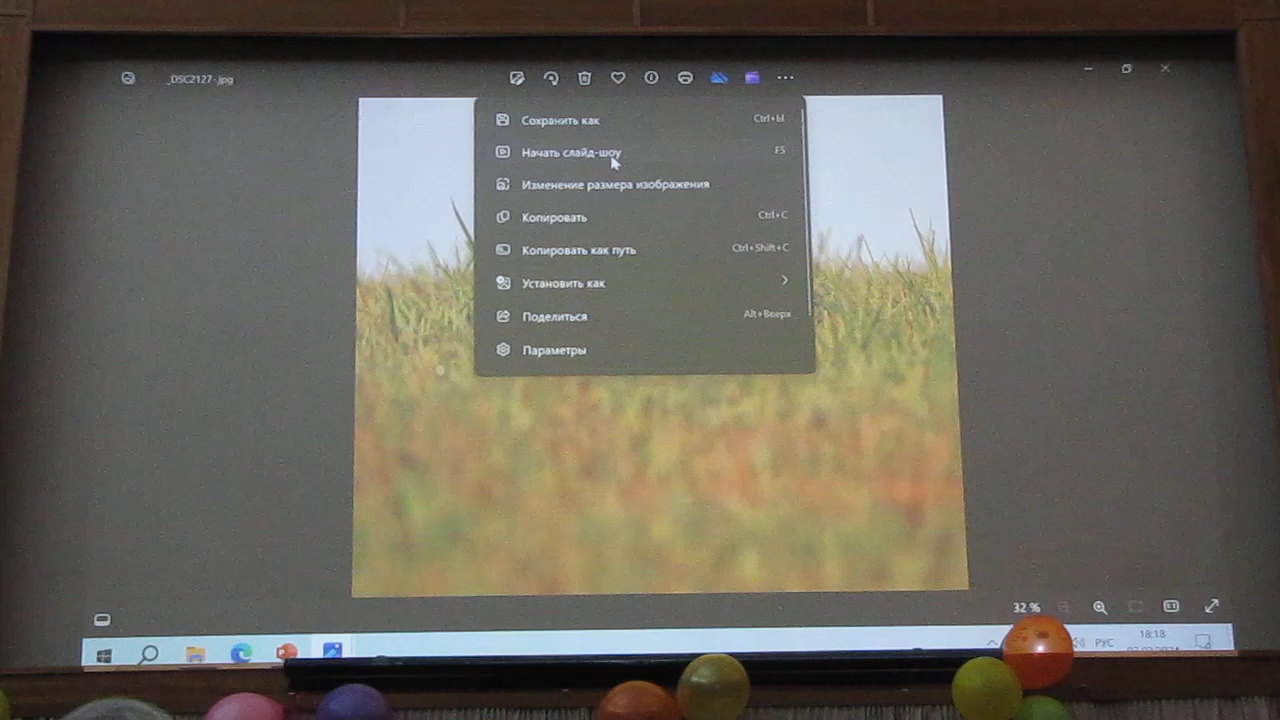 _DSC2127-.jpg
Сохранить как Ctrl+Ы
Начать слайд-шоу F5
Изменение размера изображения
Копировать Ctrl+C
Копировать как путь Ctrl+Shift+C
Установить как
Поделиться Alt+Вверх
Параметры
32 %
РУС
18:18